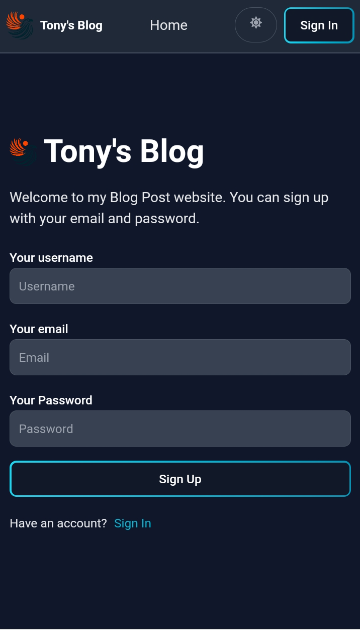 Tony's Blog
Home
Sign In
Tony's Blog
Welcome to my Blog Post website. You can sign up
with your email and password.
Your username
Username
Your email
Email
Your Password
Password
Sign Up
Have an account? Sign In